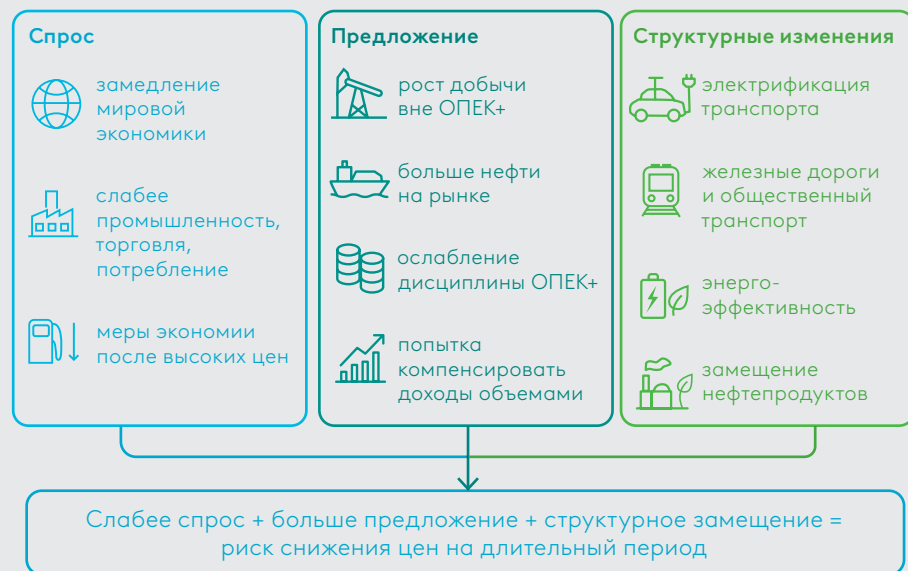 Спрос
замедление
мировой
экономики
слабее
промышленность,
торговля,
потребление
меры экономии
после высоких цен
Предложение
рост добычи
вне ОПЕК+
больше нефти
на рынке
ослабление
дисциплины ОПЕК+
попытка
компенсировать
доходы объемами
Структурные изменения
электрификация
транспорта
железные дороги
и общественный
транспорт
энерго-
эффективность
замещение
нефтепродуктов
Слабее спрос + больше предложение + структурное замещение =
риск снижения цен на длительный период